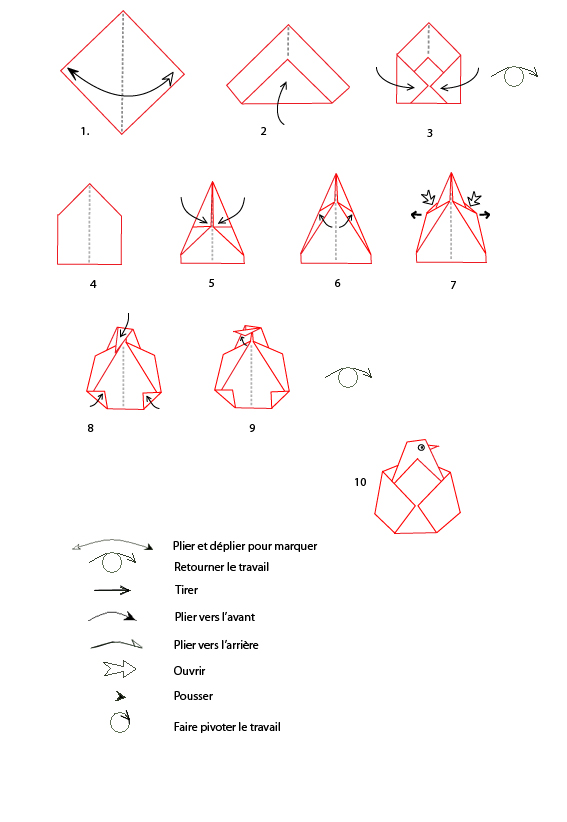 1.
2
3
4
5
6
7
8
9
10
Plier et déplier pour marquer
Retourner le travail
Tirer
Plier vers l'avant
Plier vers l'arrière
Ouvrir
Pousser
Faire pivoter le travail